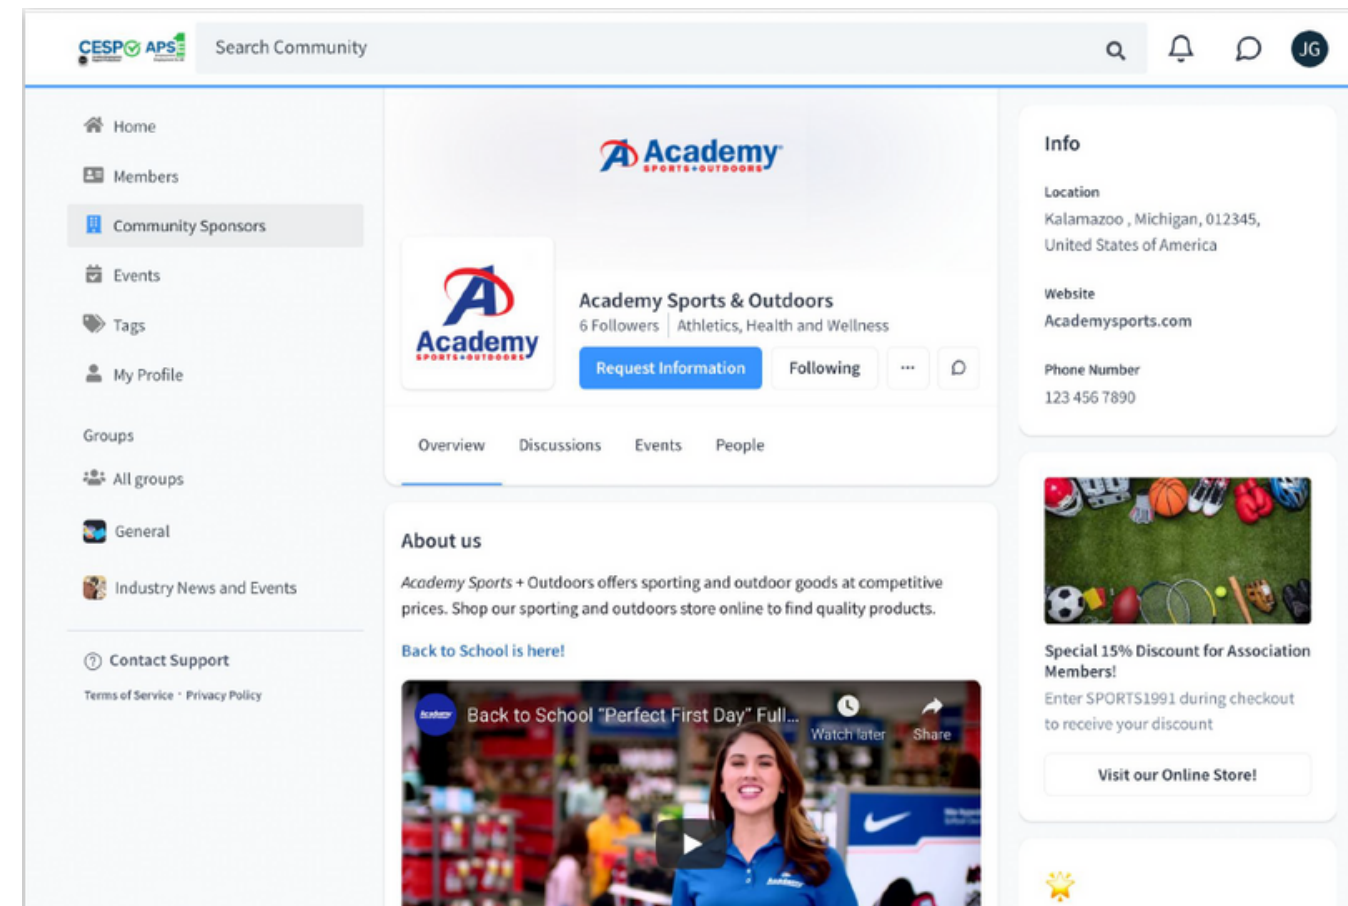 CESP APSE
Search Community
JG
Home
Members
Community Sponsors
Events
Tags
My Profile
Groups
All groups
General
Industry News and Events
Contact Support
Terms of Service · Privacy Policy
Academy
SPORTS+OUTDOORS
Academy
SPORTS+OUTDOORS
Academy Sports & Outdoors
6 Followers | Athletics, Health and Wellness
Request Information
Following
...
Overview
Discussions
Events
People
About us
Academy Sports + Outdoors offers sporting and outdoor goods at competitive
prices. Shop our sporting and outdoors store online to find quality products.
Back to School is here!
Academy
Back to School “Perfect First Day” Full...
Watch later
Share
Academy
Info
Location
Kalamazoo , Michigan, 012345,
United States of America
Website
Academysports.com
Phone Number
123 456 7890
Special 15% Discount for Association
Members!
Enter SPORTS1991 during checkout
to receive your discount
Visit our Online Store!